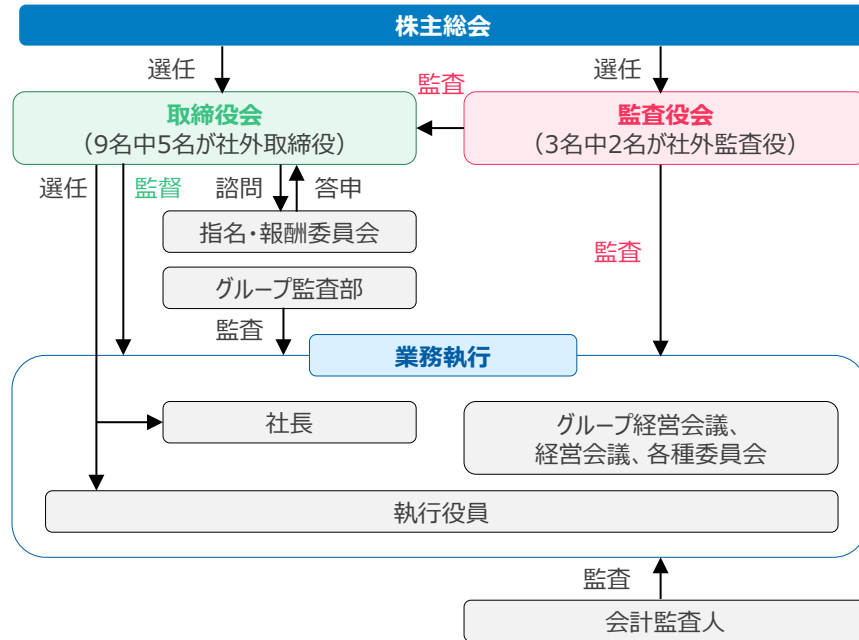 株主総会
選任
選任
監査
取締役会
（9名中5名が社外取締役）
監査役会
（3名中2名が社外監査役）
選任
監督
諮問
答申
指名・報酬委員会
監査
グループ監査部
監査
業務執行
社長
グループ経営会議、
経営会議、各種委員会
執行役員
監査
会計監査人